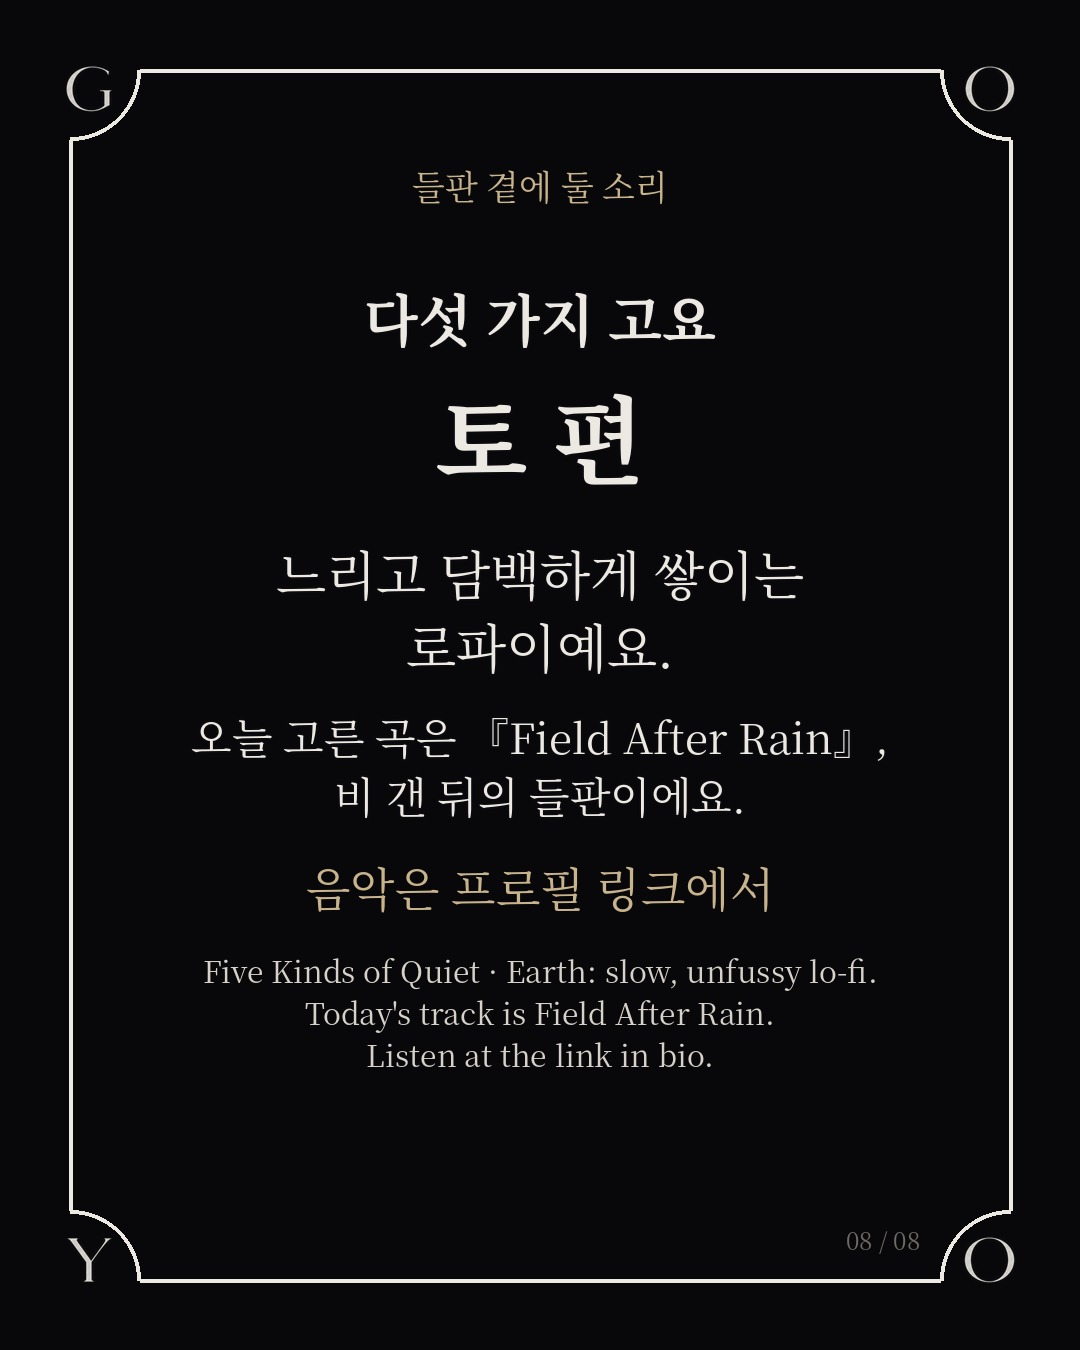 G O
들판 곁에 둘 소리
다섯 가지 고요
토 편
느리고 담백하게 쌓이는
로파이예요.
오늘 고른 곡은 『Field After Rain』,
비 갠 뒤의 들판이에요.
음악은 프로필 링크에서
Five Kinds of Quiet · Earth: slow, unfussy lo-fi.
Today's track is Field After Rain.
Listen at the link in bio.
08 / 08
Y O